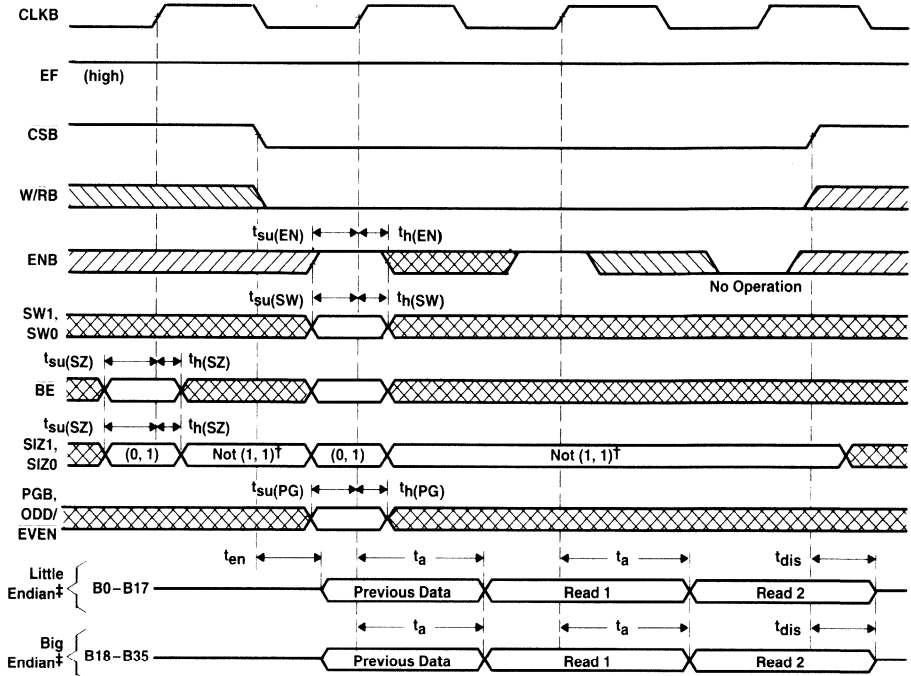 CLKB
EF (high)
CSB
W/RB
tsu(EN) th(EN)
ENB
No Operation
tsu(SW) th(SW)
SW1,
SW0
tsu(SZ) th(SZ)
BE
tsu(SZ) th(SZ)
SIZ1,
SIZ0
(0, 1) Not (1, 1)† (0, 1) Not (1, 1)†
tsu(PG) th(PG)
PGB,
ODD/
EVEN
ten ta ta tdis
Little
Endian‡
B0–B17 Previous Data Read 1 Read 2
ta ta tdis
Big
Endian‡
B18–B35 Previous Data Read 1 Read 2